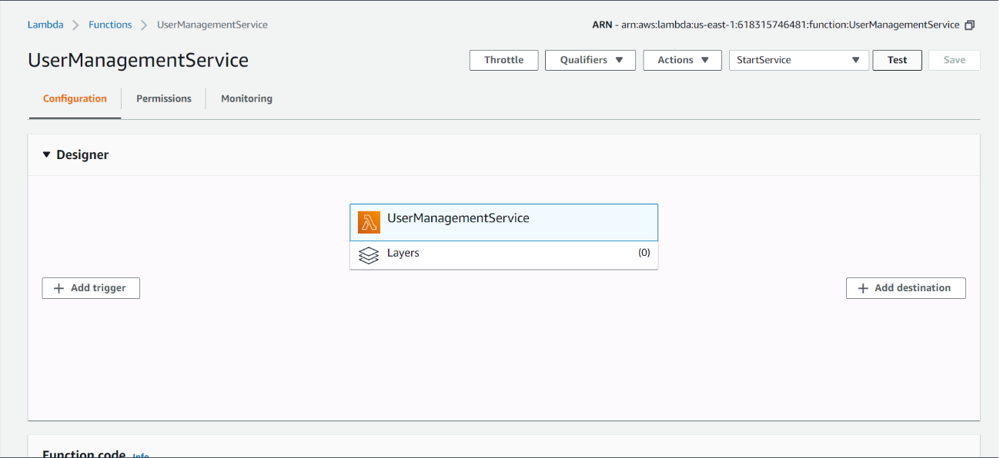 Lambda Functions UserManagementService
ARN - arn:aws:lambda:us-east-1:618315746481:function:UserManagementService
UserManagementService
Throttle Qualifiers Actions StartService Test Save
Configuration Permissions Monitoring
Designer
UserManagementService
Layers (0)
Add trigger
Add destination
Function code Info